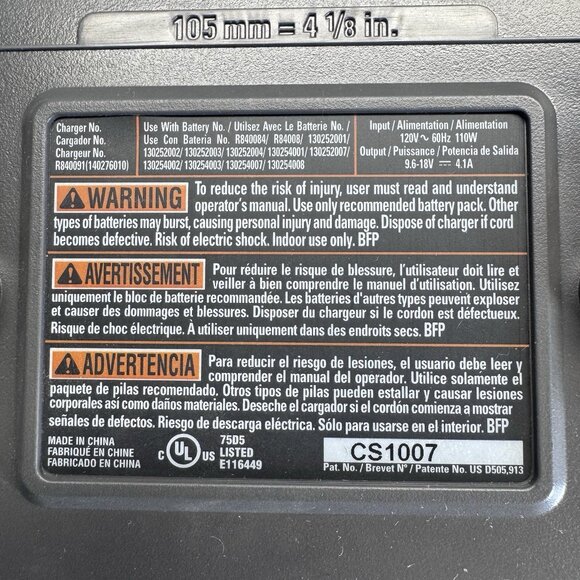 105 mm = 4 1/8 in.
Charger No.
Cargador No.
Chargeur No.
R840091(140276010)
Use With Battery No. / Utilsez Avec Le Batterie No. /
Use Con Bateria No. R840084/ R84008/ 130252001/
130252002/ 130252003/ 130252004/ 130254001/ 130252007/
130254002/ 130254003/ 130254007/ 130254008
Input / Alimentation / Alimentation
120V ~ 60Hz 110W
Output / Puissance / Potencia de Salida
9.6-18V ⎓ 4.1A
WARNING To reduce the risk of injury, user must read and understand
operator's manual. Use only recommended battery pack. Other
types of batteries may burst, causing personal injury and damage. Dispose of charger if cord
becomes defective. Risk of electric shock. Indoor use only. BFP
AVERTISSEMENT Pour réduire le risque de blessure, l'utilisateur doit lire et
veiller à bien comprendre le manuel d'utilisation. Utilisez
uniquement le bloc de batterie recommandée. Les batteries d'autres types peuvent exploser
et causer des dommages et blessures. Disposer du chargeur si le cordon est défectueux.
Risque de choc électrique. À utiliser uniquement dans des endroits secs. BFP
ADVERTENCIA Para reducir el riesgo de lesiones, el usuario debe leer y
comprender el manual del operador. Utilice solamente el
paquete de pilas recomendado. Otros tipos de pilas pueden estallar y causar lesiones
corporales así como daños materiales. Deseche el cargador si el cordón comienza a mostrar
señales de defectuosos. Riesgo de descarga eléctrica. Sólo para usarse en el interior. BFP
MADE IN CHINA
FABRIQUÉ EN CHINE
FABRICADO EN CHINA
C UL US
75D5
LISTED
E116449
CS1007
Pat. No./ Brevet N°/ Patente No. US D505,913